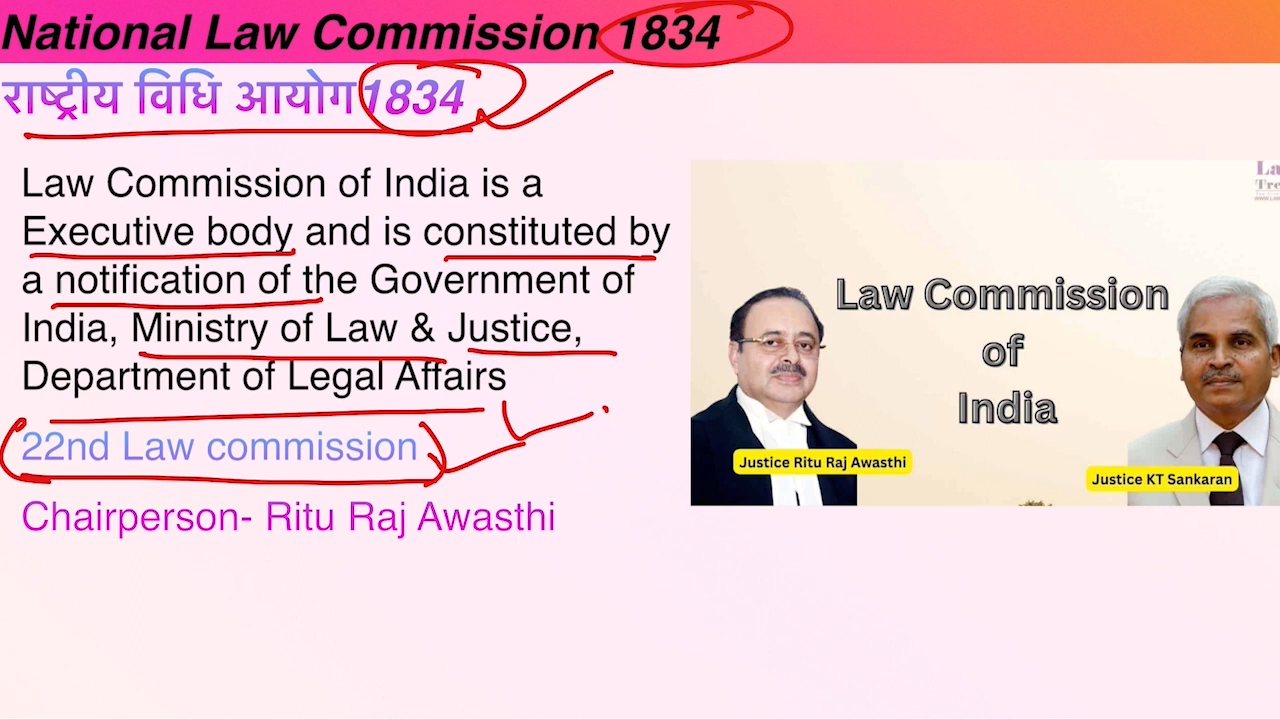 National Law Commission 1834
राष्ट्रीय विधि आयोग 1834
Law Commission of India is a
Executive body and is constituted by
a notification of the Government of
India, Ministry of Law & Justice,
Department of Legal Affairs
22nd Law commission
Chairperson- Ritu Raj Awasthi
Law Commission
of
India
Justice Ritu Raj Awasthi
Justice KT Sankaran